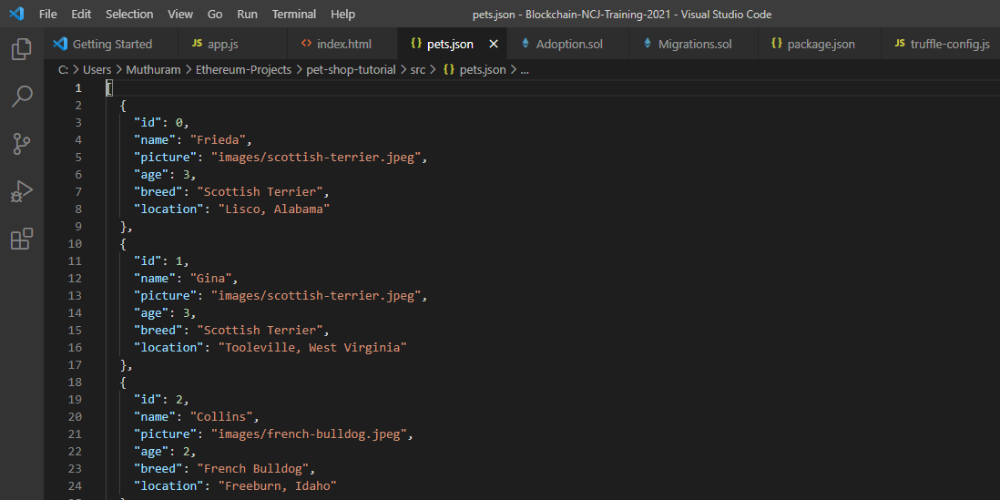 File Edit Selection View Go Run Terminal Help pets.json - Blockchain-NCJ-Training-2021 - Visual Studio Code
Getting Started JS app.js <> index.html {} pets.json × Adoption.sol Migrations.sol {} package.json JS truffle-config.js
C: > Users > Muthuram > Ethereum-Projects > pet-shop-tutorial > src > {} pets.json > ...
1 [
2 {
3 "id": 0,
4 "name": "Frieda",
5 "picture": "images/scottish-terrier.jpeg",
6 "age": 3,
7 "breed": "Scottish Terrier",
8 "location": "Lisco, Alabama"
9 },
10 {
11 "id": 1,
12 "name": "Gina",
13 "picture": "images/scottish-terrier.jpeg",
14 "age": 3,
15 "breed": "Scottish Terrier",
16 "location": "Tooleville, West Virginia"
17 },
18 {
19 "id": 2,
20 "name": "Collins",
21 "picture": "images/french-bulldog.jpeg",
22 "age": 2,
23 "breed": "French Bulldog",
24 "location": "Freeburn, Idaho"